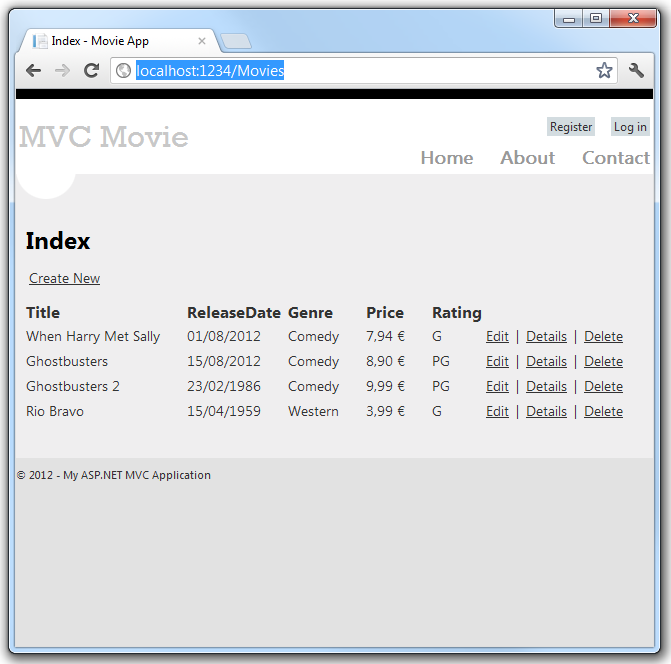 Index - Movie App
localhost:1234/Movies
Register Log in
MVC Movie
Home About Contact
Index
Create New
Title ReleaseDate Genre Price Rating
When Harry Met Sally 01/08/2012 Comedy 7,94 € G Edit | Details | Delete
Ghostbusters 15/08/2012 Comedy 8,90 € PG Edit | Details | Delete
Ghostbusters 2 23/02/1986 Comedy 9,99 € PG Edit | Details | Delete
Rio Bravo 15/04/1959 Western 3,99 € G Edit | Details | Delete
© 2012 - My ASP.NET MVC Application